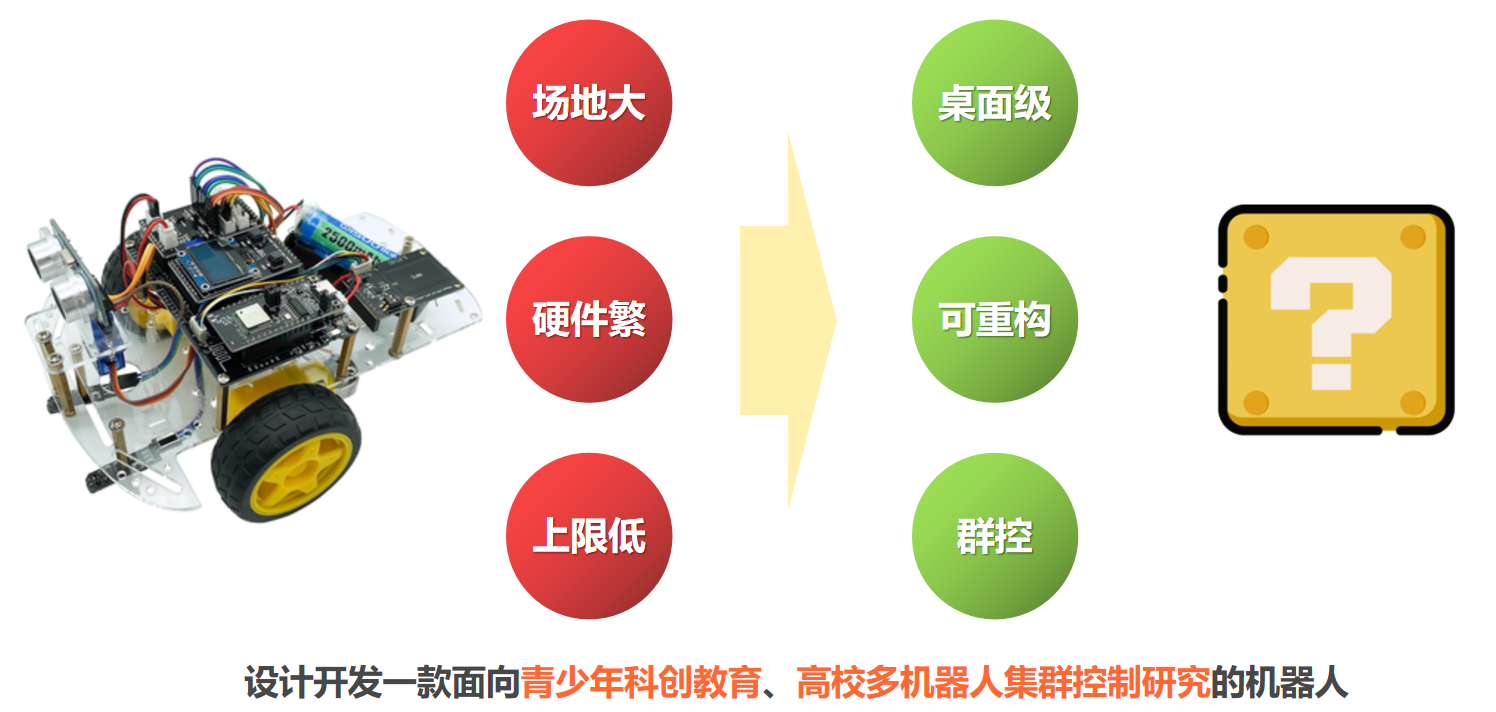 场地大
桌面级
2500m
硬件繁
可重构
?
上限低
群控
设计开发一款面向青少年科创教育、高校多机器人集群控制研究的机器人